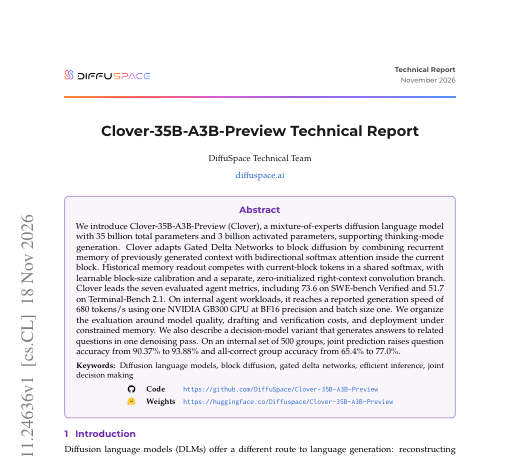 DIFFUSPACE
Technical Report
November 2026
Clover-35B-A3B-Preview Technical Report
DiffuSpace Technical Team
diffuspace.ai
Abstract
We introduce Clover-35B-A3B-Preview (Clover), a mixture-of-experts diffusion language model
with 35 billion total parameters and 3 billion activated parameters, supporting thinking-mode
generation. Clover adapts Gated Delta Networks to block diffusion by combining recurrent
memory of previously generated context with bidirectional softmax attention inside the current
block. Historical memory readout competes with current-block tokens in a shared softmax, with
learnable block-size calibration and a separate, zero-initialized right-context convolution branch.
Clover leads the seven evaluated agent metrics, including 73.6 on SWE-bench Verified and 51.7
on Terminal-Bench 2.1. On internal agent workloads, it reaches a reported generation speed of
680 tokens/s using one NVIDIA GB300 GPU at BF16 precision and batch size one. We organize
the evaluation around model quality, drafting and verification costs, and deployment under
constrained memory. We also describe a decision-model variant that generates answers to related
questions in one denoising pass. On an internal set of 500 groups, joint prediction raises question
accuracy from 90.37% to 93.88% and all-correct group accuracy from 65.4% to 77.0%.
Keywords: Diffusion language models, block diffusion, gated delta networks, efficient inference, joint
decision making
Code https://github.com/DiffuSpace/Clover-35B-A3B-Preview
Weights https://huggingface.co/Diffuspace/Clover-35B-A3B-Preview
1 Introduction
Diffusion language models (DLMs) offer a different route to language generation: reconstructing
11.24636v1 [cs.CL] 18 Nov 2026